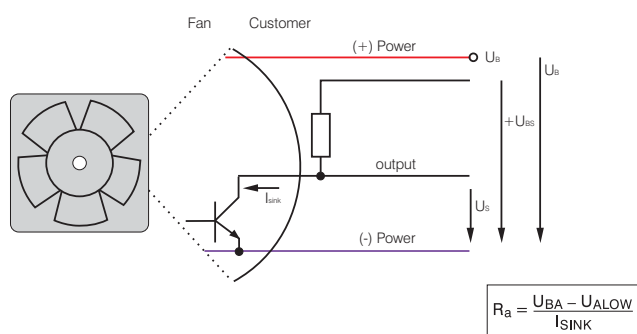 Fan Customer
(+) Power
UB
UB
+UBS
output
Isink
US
(-) Power
Ra = UBA – UALOW
ISINK